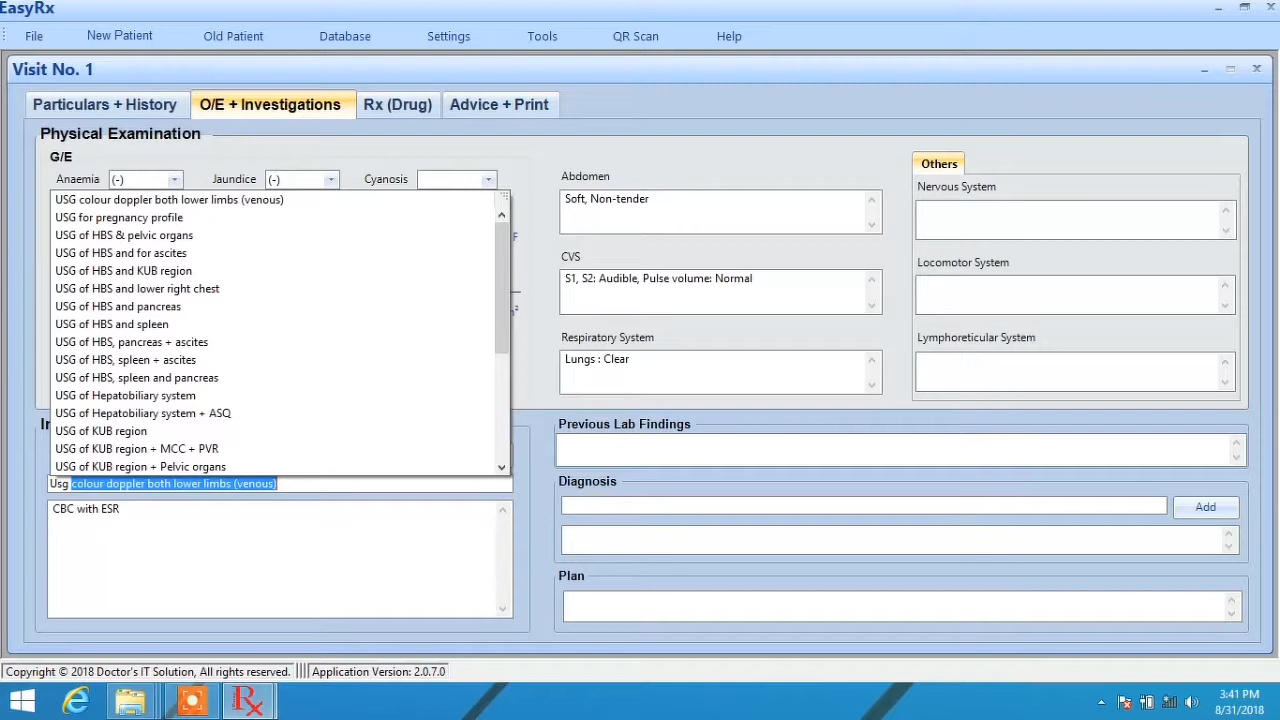 EasyRx
File New Patient Old Patient Database Settings Tools QR Scan Help
Visit No. 1
Particulars + History O/E + Investigations Rx (Drug) Advice + Print
Physical Examination
G/E
Anaemia (-) Jaundice (-) Cyanosis
USG colour doppler both lower limbs (venous)
USG for pregnancy profile
USG of HBS & pelvic organs
USG of HBS and for ascites
USG of HBS and KUB region
USG of HBS and lower right chest
USG of HBS and pancreas
USG of HBS and spleen
USG of HBS, pancreas + ascites
USG of HBS, spleen + ascites
USG of HBS, spleen and pancreas
USG of Hepatobiliary system
USG of Hepatobiliary system + ASQ
USG of KUB region
USG of KUB region + MCC + PVR
USG of KUB region + Pelvic organs
Usg colour doppler both lower limbs (venous)
CBC with ESR
Abdomen
Soft, Non-tender
CVS
S1, S2: Audible, Pulse volume: Normal
Respiratory System
Lungs : Clear
Others
Nervous System
Locomotor System
Lymphoreticular System
Previous Lab Findings
Diagnosis
Add
Plan
Copyright © 2018 Doctor's IT Solution, All rights reserved. Application Version: 2.0.7.0
3:41 PM
8/31/2018